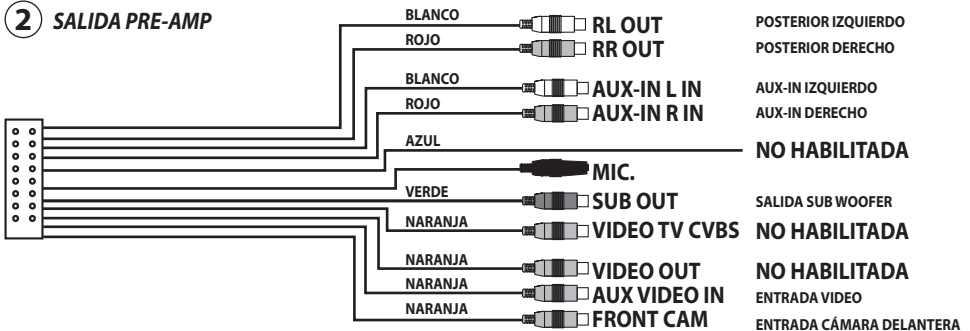 2 SALIDA PRE-AMP
BLANCO RL OUT POSTERIOR IZQUIERDO
ROJO RR OUT POSTERIOR DERECHO
BLANCO AUX-IN L IN AUX-IN IZQUIERDO
ROJO AUX-IN R IN AUX-IN DERECHO
AZUL NO HABILITADA
MIC.
VERDE SUB OUT SALIDA SUB WOOFER
NARANJA VIDEO TV CVBS NO HABILITADA
NARANJA VIDEO OUT NO HABILITADA
NARANJA AUX VIDEO IN ENTRADA VIDEO
NARANJA FRONT CAM ENTRADA CÁMARA DELANTERA